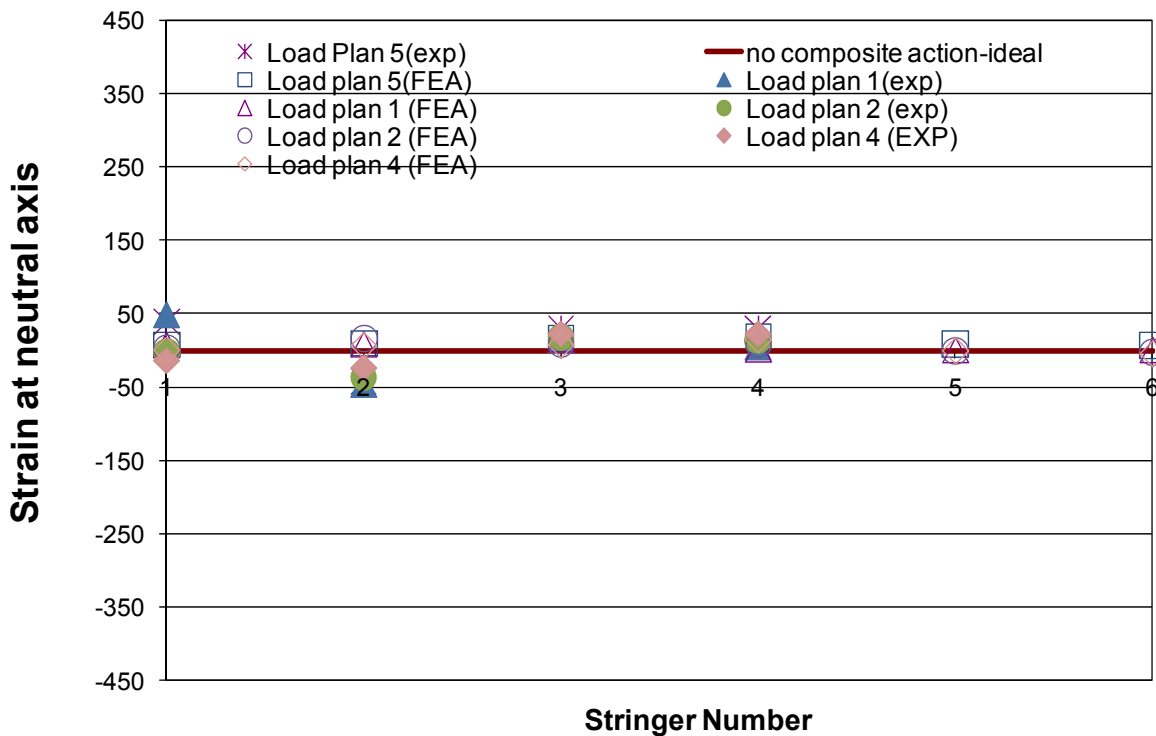 450
350
250
150
50
-50
-150
-250
-350
-450
Strain at neutral axis
Load Plan 5(exp)
no composite action-ideal
Load plan 5(FEA)
Load plan 1(exp)
Load plan 1 (FEA)
Load plan 2 (exp)
Load plan 2 (FEA)
Load plan 4 (EXP)
Load plan 4 (FEA)
1 2 3 4 5 6
Stringer Number